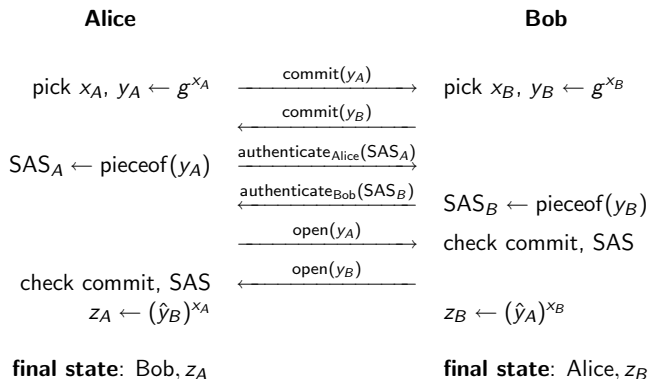 Alice Bob
pick x_A, y_A ← g^{x_A} commit(y_A) pick x_B, y_B ← g^{x_B}
commit(y_B)
SAS_A ← pieceof(y_A) authenticate_Alice(SAS_A)
authenticate_Bob(SAS_B) SAS_B ← pieceof(y_B)
open(y_A) check commit, SAS
check commit, SAS open(y_B)
z_A ← (ŷ_B)^{x_A} z_B ← (ŷ_A)^{x_B}
final state: Bob, z_A final state: Alice, z_B